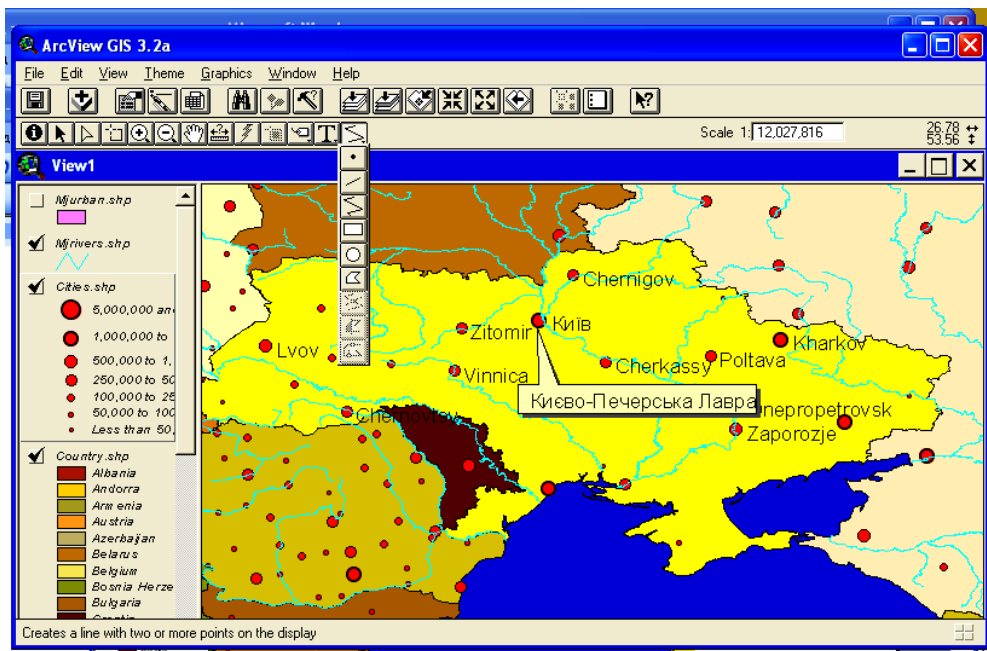 ArcView GIS 3.2a
File Edit View Theme Graphics Window Help
Scale 1: 12,027,816
26.78
53.56
View1
Mjurban.shp
Mjrivers.shp
Cities.shp
5,000,000 an
1,000,000 to
500,000 to 1,
250,000 to 50
100,000 to 25
50,000 to 100
Less than 50,
Country.shp
Albania
Andorra
Armenia
Austria
Azerbaijan
Belarus
Belgium
Bosnia Herze
Bulgaria
Chernigov
Zitomir
Київ
Kharkov
Lvov
Cherkassy
Poltava
Vinnica
Києво-Печерська Лавра
Chernovtsy
nepropetrovsk
Zaporozje
Creates a line with two or more points on the display